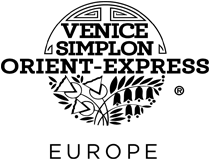 VENICE
SIMPLON
ORIENT-EXPRESS
®
EUROPE